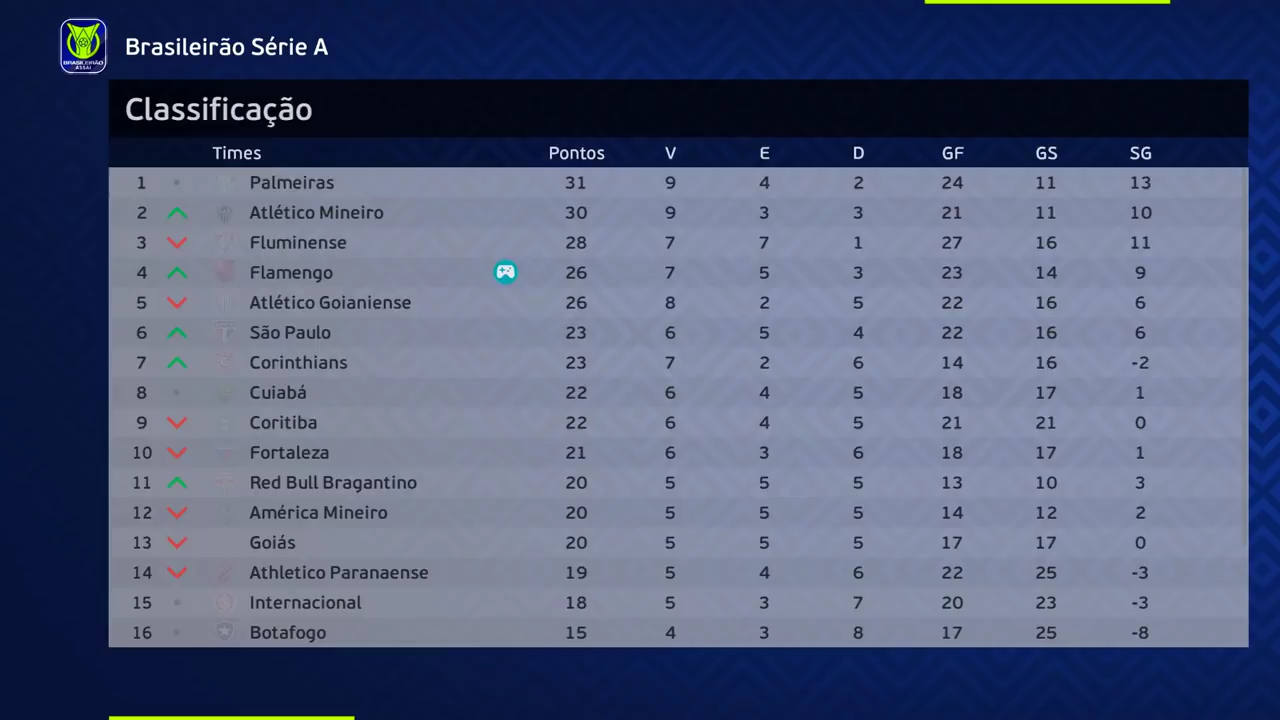 Brasileirão Série A
BRASILEIRÃO
ASSAÍ
Classificação
Times Pontos V E D GF GS SG
1 Palmeiras 31 9 4 2 24 11 13
2 Atlético Mineiro 30 9 3 3 21 11 10
3 Fluminense 28 7 7 1 27 16 11
4 Flamengo 26 7 5 3 23 14 9
5 Atlético Goianiense 26 8 2 5 22 16 6
6 São Paulo 23 6 5 4 22 16 6
7 Corinthians 23 7 2 6 14 16 -2
8 Cuiabá 22 6 4 5 18 17 1
9 Coritiba 22 6 4 5 21 21 0
10 Fortaleza 21 6 3 6 18 17 1
11 Red Bull Bragantino 20 5 5 5 13 10 3
12 América Mineiro 20 5 5 5 14 12 2
13 Goiás 20 5 5 5 17 17 0
14 Athletico Paranaense 19 5 4 6 22 25 -3
15 Internacional 18 5 3 7 20 23 -3
16 Botafogo 15 4 3 8 17 25 -8